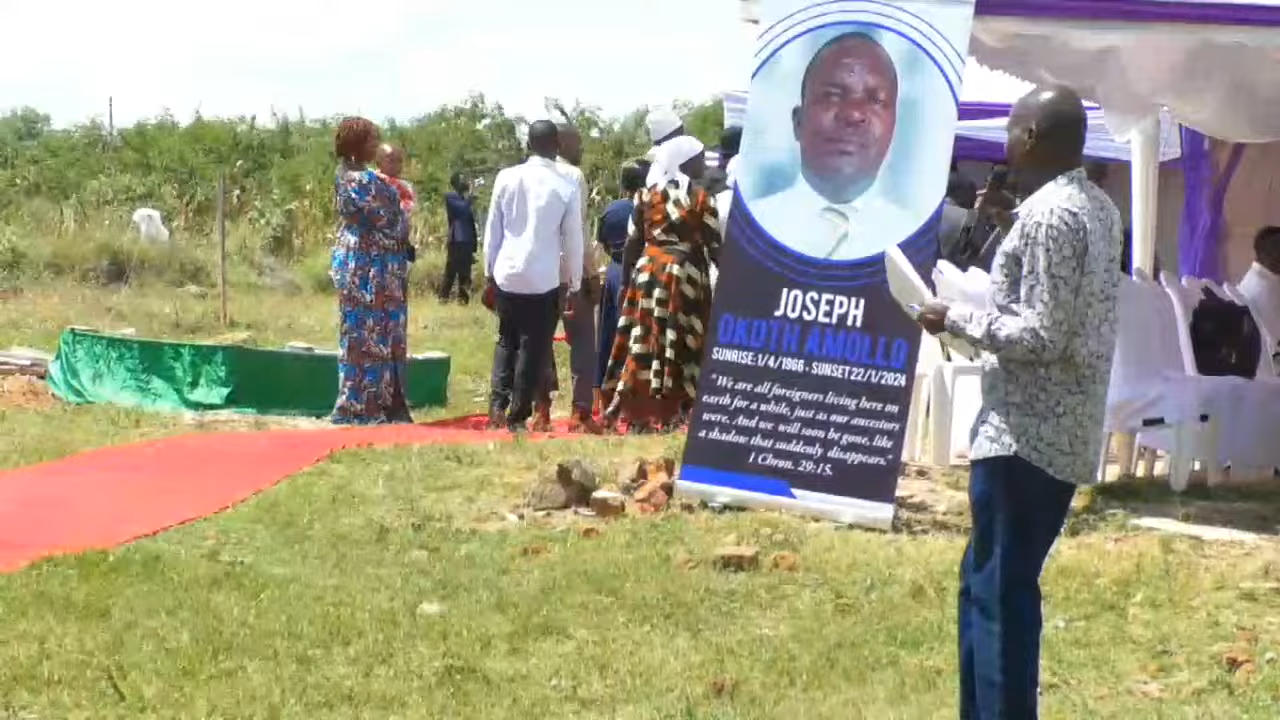 JOSEPH
OKOTH AMOLLO
SUNRISE:1/4/1966 - SUNSET 22/1/2024
"We are all foreigners living here on
earth for a while, just as our ancestors
were. And we will soon be gone, like
a shadow that suddenly disappears."
1 Chron. 29:15.